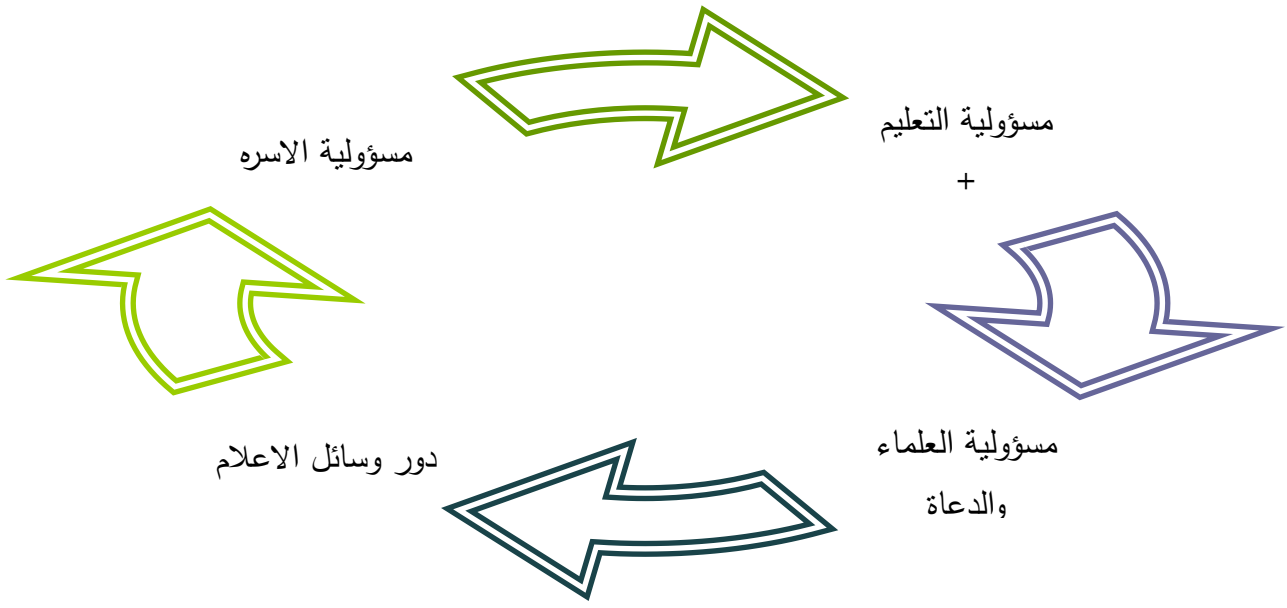 مسؤولية التعليم
+
مسؤولية الاسره
مسؤولية العلماء
والدعاة
دور وسائل الاعلام